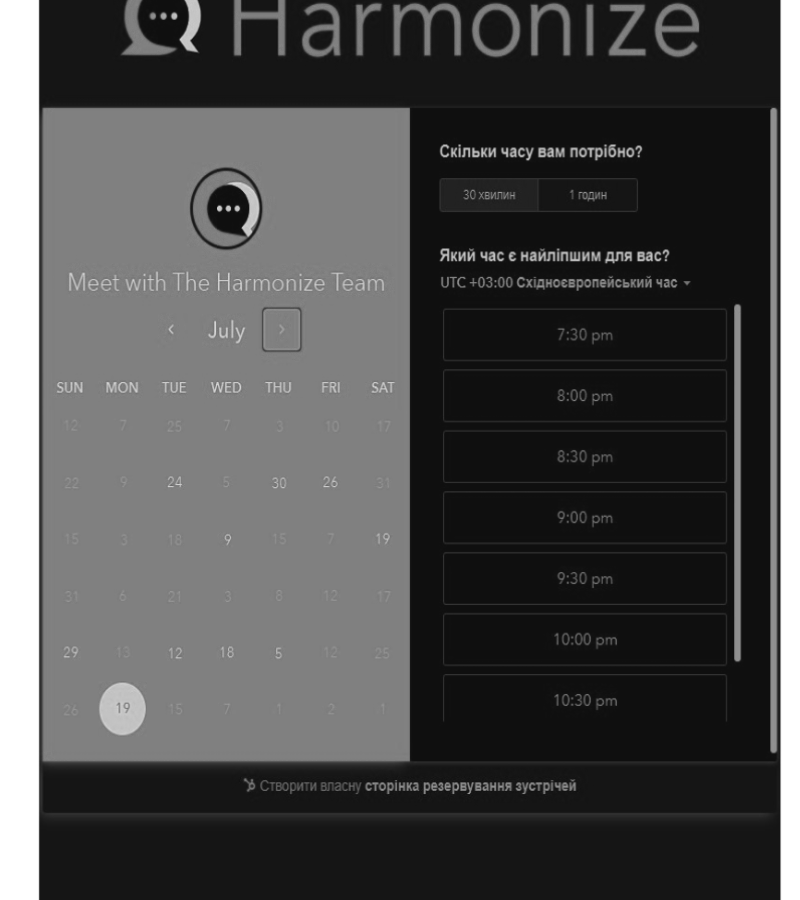 Harmonize
Meet with The Harmonize Team
July
SUN MON TUE WED THU FRI SAT
12 7 25 7 3 10 17
22 9 24 5 30 26 31
15 3 18 9 15 7 19
31 6 21 3 8 12 17
29 13 12 18 5 12 25
26 19 15 7 1 2 1
Скільки часу вам потрібно?
30 хвилин 1 годин
Який час є найліпшим для вас?
UTC +03:00 Східноєвропейський час
7:30 pm
8:00 pm
8:30 pm
9:00 pm
9:30 pm
10:00 pm
10:30 pm
Створити власну сторінка резервування зустрічей